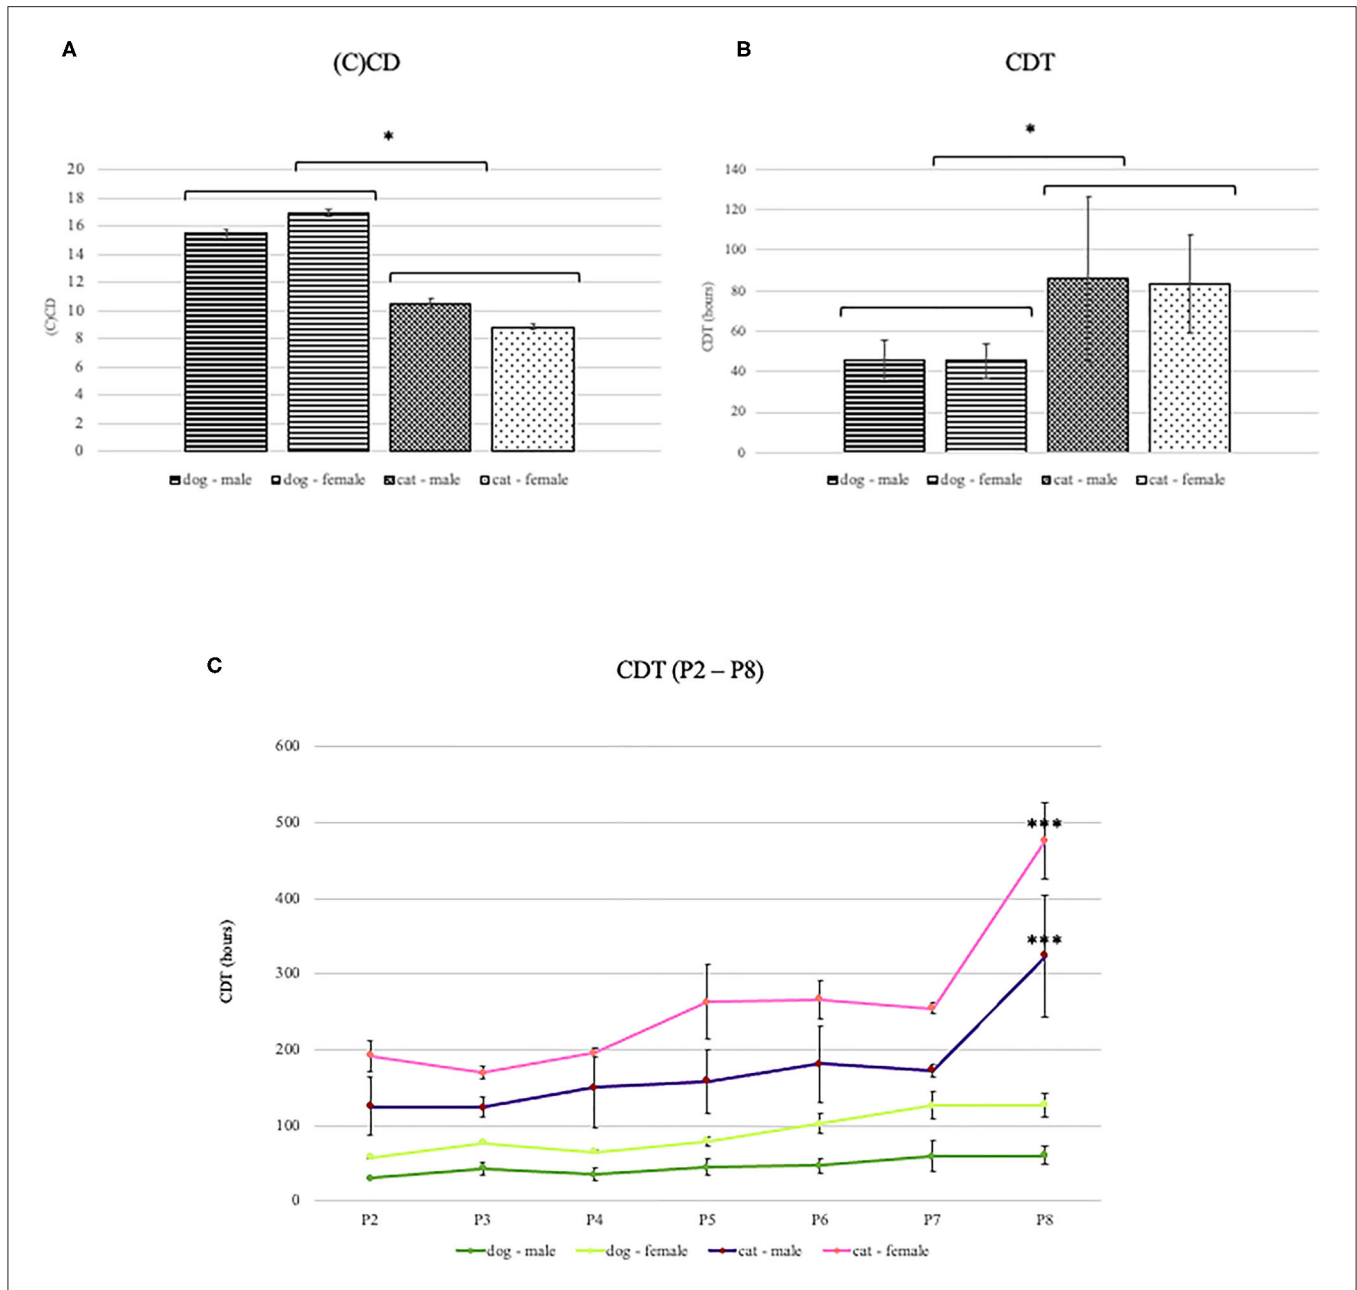 A
(C)CD
*
20
18
16
14
12
10
8
6
4
2
0
(C)CD
dog - male dog - female cat - male cat - female
B
CDT
*
140
120
100
80
60
40
20
0
CDT (hours)
dog - male dog - female cat - male cat - female
C
CDT (P2 – P8)
600
500
400
300
200
100
0
CDT (hours)
***
***
P2 P3 P4 P5 P6 P7 P8
dog - male dog - female cat - male cat - female